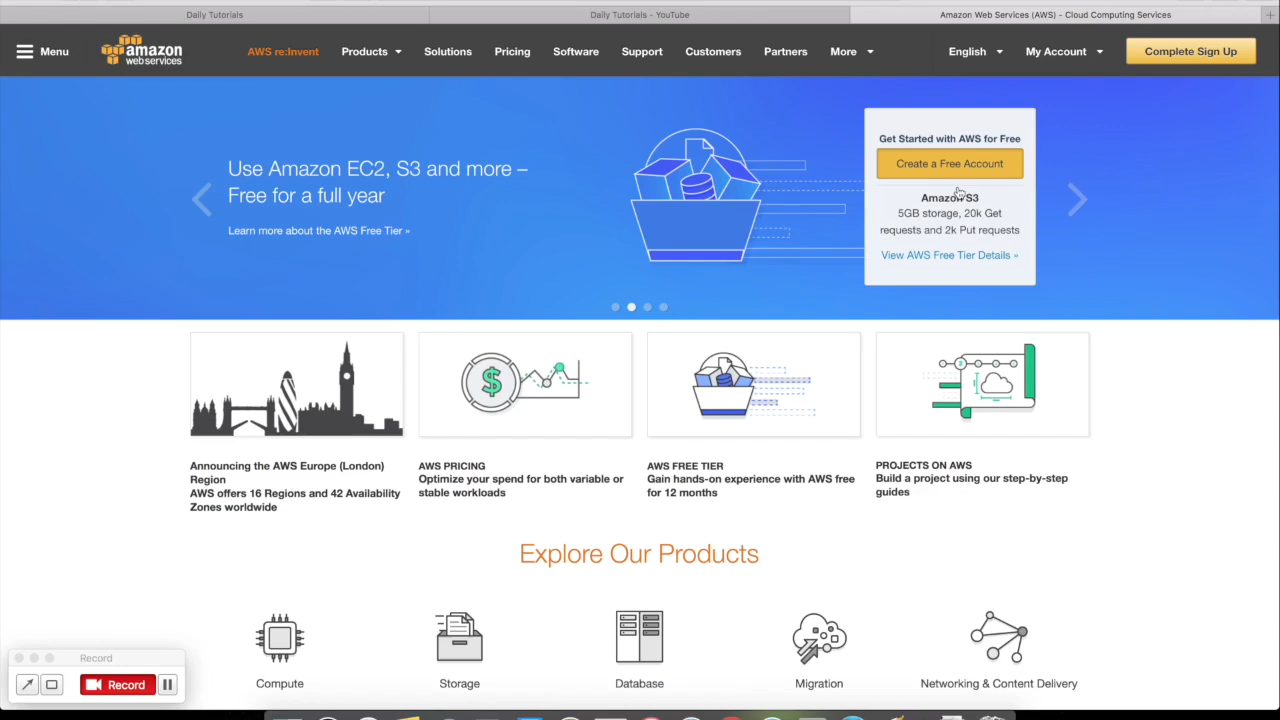 Daily Tutorials
Daily Tutorials - YouTube
Amazon Web Services (AWS) - Cloud Computing Services
Menu
amazon
webservices
AWS re:Invent
Products
Solutions
Pricing
Software
Support
Customers
Partners
More
English
My Account
Complete Sign Up
Use Amazon EC2, S3 and more –
Free for a full year
Learn more about the AWS Free Tier »
Get Started with AWS for Free
Create a Free Account
Amazon S3
5GB storage, 20k Get
requests and 2k Put requests
View AWS Free Tier Details »
Announcing the AWS Europe (London)
Region
AWS offers 16 Regions and 42 Availability
Zones worldwide
AWS PRICING
Optimize your spend for both variable or
stable workloads
AWS FREE TIER
Gain hands-on experience with AWS free
for 12 months
PROJECTS ON AWS
Build a project using our step-by-step
guides
Explore Our Products
Compute
Storage
Database
Migration
Networking & Content Delivery
Record
Record